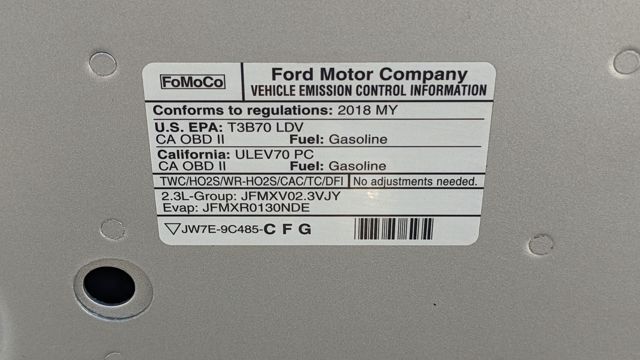 FoMoCo
Ford Motor Company
VEHICLE EMISSION CONTROL INFORMATION
Conforms to regulations: 2018 MY
U.S. EPA: T3B70 LDV
CA OBD II Fuel: Gasoline
California: ULEV70 PC
CA OBD II Fuel: Gasoline
TWC/HO2S/WR-HO2S/CAC/TC/DFI No adjustments needed.
2.3L-Group: JFMXV02.3VJY
Evap: JFMXR0130NDE
JW7E-9C485-C F G